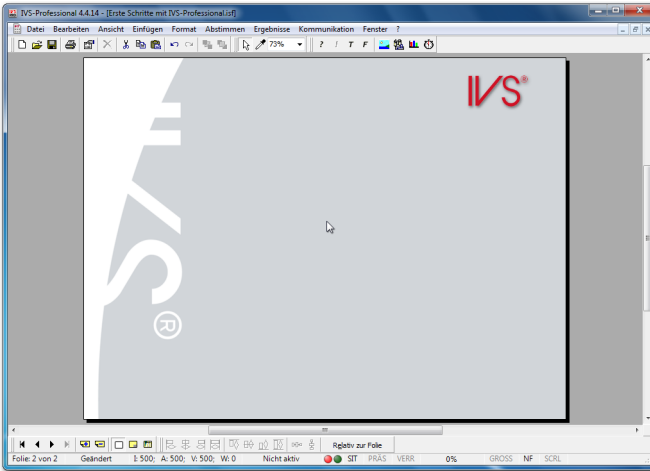 IVS-Professional 4.4.14 - [Erste Schritte mit IVS-Professional.isf]
Datei Bearbeiten Ansicht Einfügen Format Abstimmen Ergebnisse Kommunikation Fenster ?
73% ? ! T F
IVS®
IVS®
Relativ zur Folie
Folie: 2 von 2 Geändert I: 500; A: 500; V: 500; W: 0 Nicht aktiv SIT PRÄS VERR 0% GROSS NF SCRL